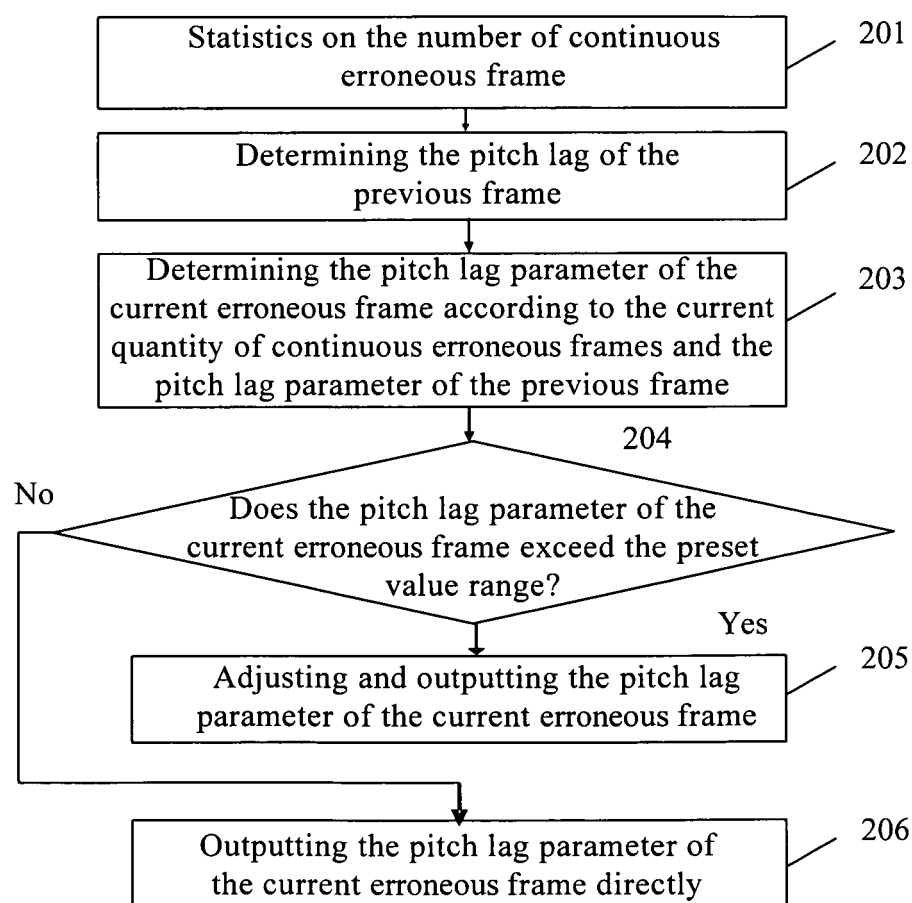 Statistics on the number of continuous
erroneous frame
201
Determining the pitch lag of the
previous frame
202
Determining the pitch lag parameter of the
current erroneous frame according to the current
quantity of continuous erroneous frames and the
pitch lag parameter of the previous frame
203
204
No
Does the pitch lag parameter of the
current erroneous frame exceed the preset
value range?
Yes
Adjusting and outputting the pitch lag
parameter of the current erroneous frame
205
Outputting the pitch lag parameter of
the current erroneous frame directly
206